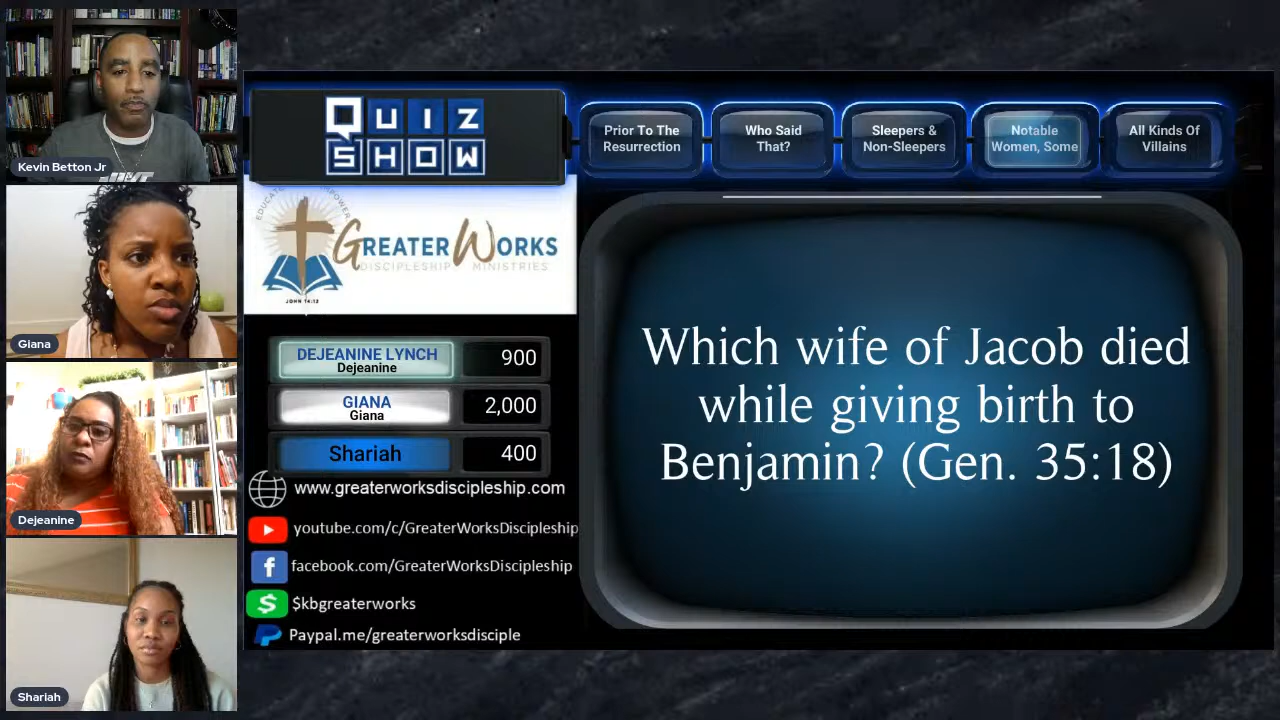 Kevin Betton Jr
Giana
Dejeanine
Shariah
QUIZ
SHOW
GREATER WORKS
DISCIPLESHIP MINISTRIES
JOHN 14:12
DEJEANINE LYNCH
Dejeanine
900
GIANA
Giana
2,000
Shariah
400
www.greaterworksdiscipleship.com
youtube.com/c/GreaterWorksDiscipleship
facebook.com/GreaterWorksDiscipleship
$kbgreaterworks
Paypal.me/greaterworksdisciple
Prior To The
Resurrection
Who Said
That?
Sleepers &
Non-Sleepers
Notable
Women, Some
All Kinds Of
Villains
Which wife of Jacob died
while giving birth to
Benjamin? (Gen. 35:18)